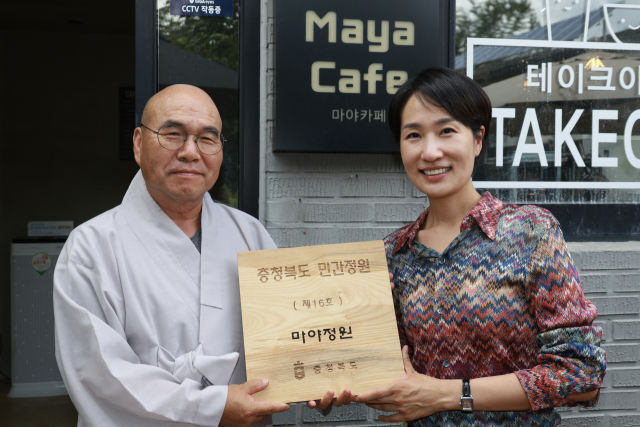 CCTV 작동중
Maya
Cafe
마야카페
테이크아
TAKEO
충청북도 민간정원
(제16호)
마야정원
충청북도